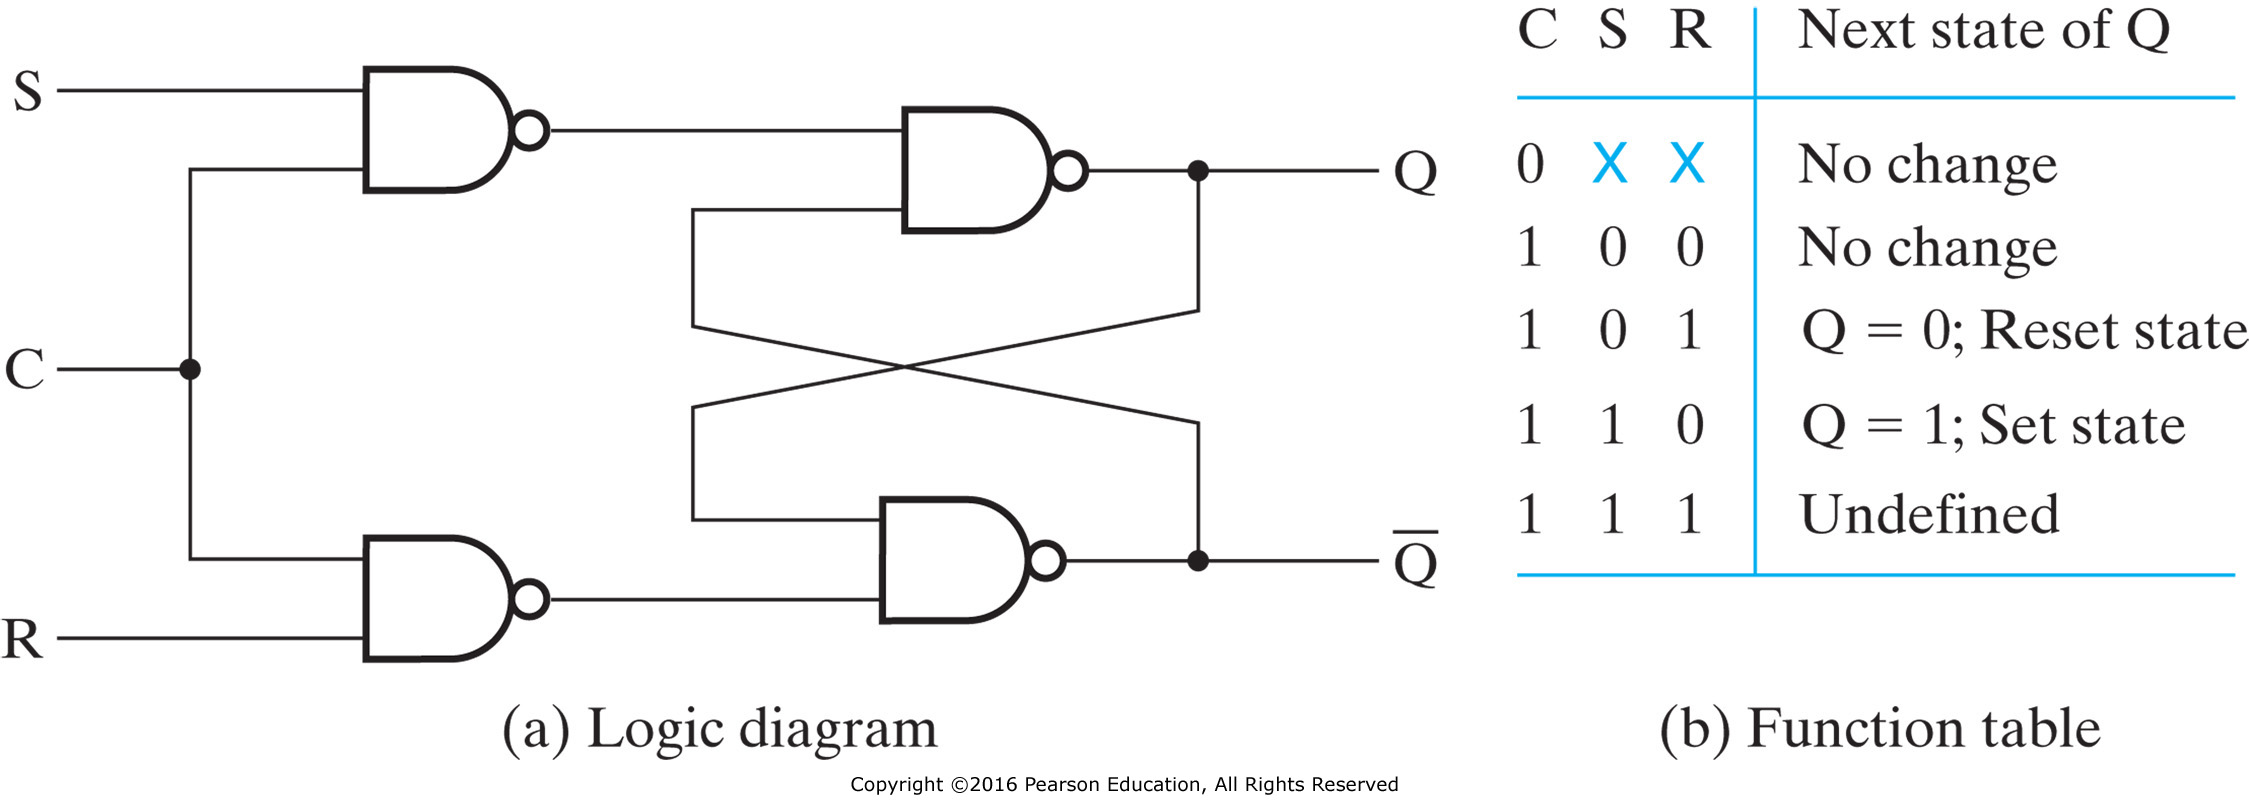 S
C
R
Q
Q̅
(a) Logic diagram
C S R Next state of Q
0 X X No change
1 0 0 No change
1 0 1 Q = 0; Reset state
1 1 0 Q = 1; Set state
1 1 1 Undefined
(b) Function table
Copyright ©2016 Pearson Education, All Rights Reserved